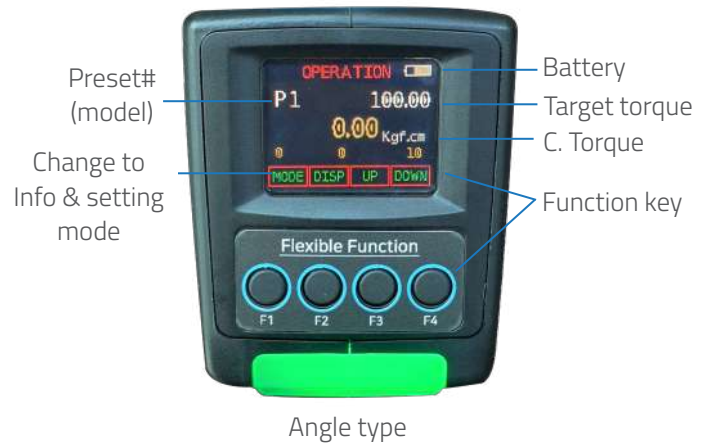 OPERATION
Battery
Preset#
(model)
P1
100.00
Target torque
0.00 Kgf.cm
C. Torque
0 0 10
Change to
Info & setting
mode
MODE DISP UP DOWN
Function key
Flexible Function
F1 F2 F3 F4
Angle type